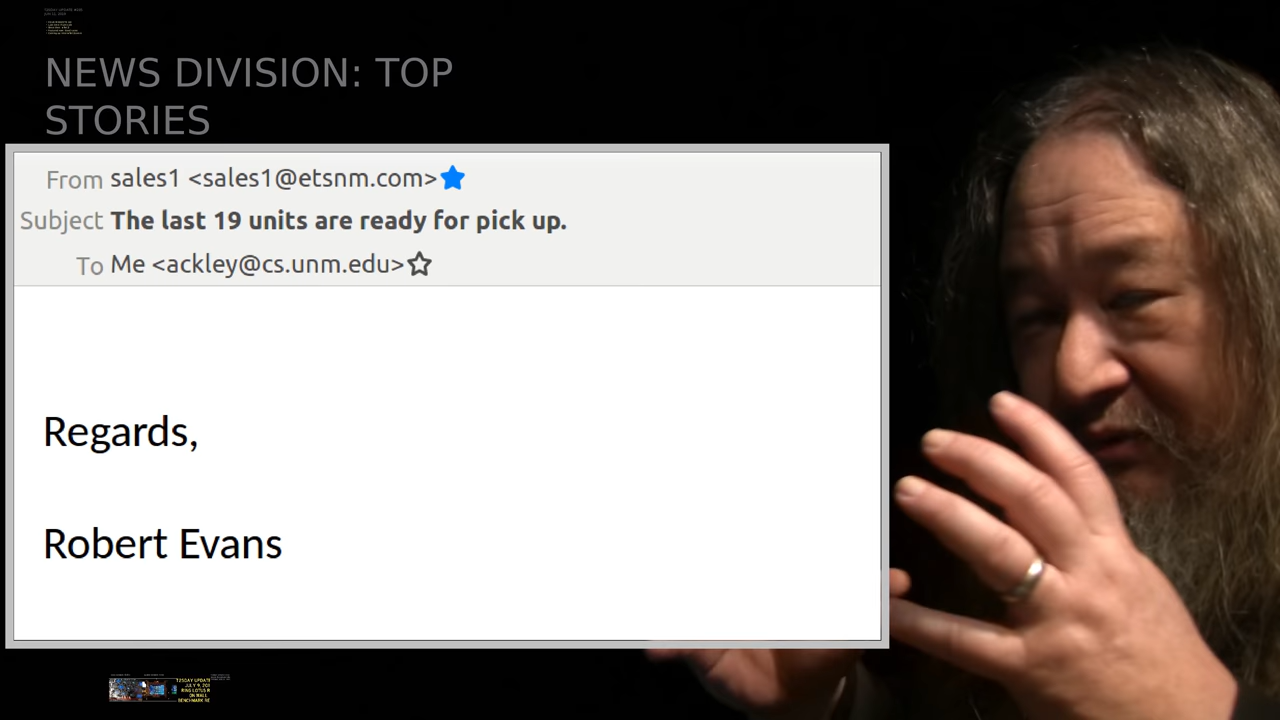 NEWS DIVISION: TOP
STORIES
From sales1 <sales1@etsnm.com>
Subject The last 19 units are ready for pick up.
To Me <ackley@cs.unm.edu>
Regards,
Robert Evans